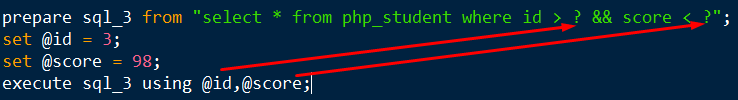 prepare sql_3 from "select * from php_student where id > ? && score < ?";
set @id = 3;
set @score = 98;
execute sql_3 using @id,@score;